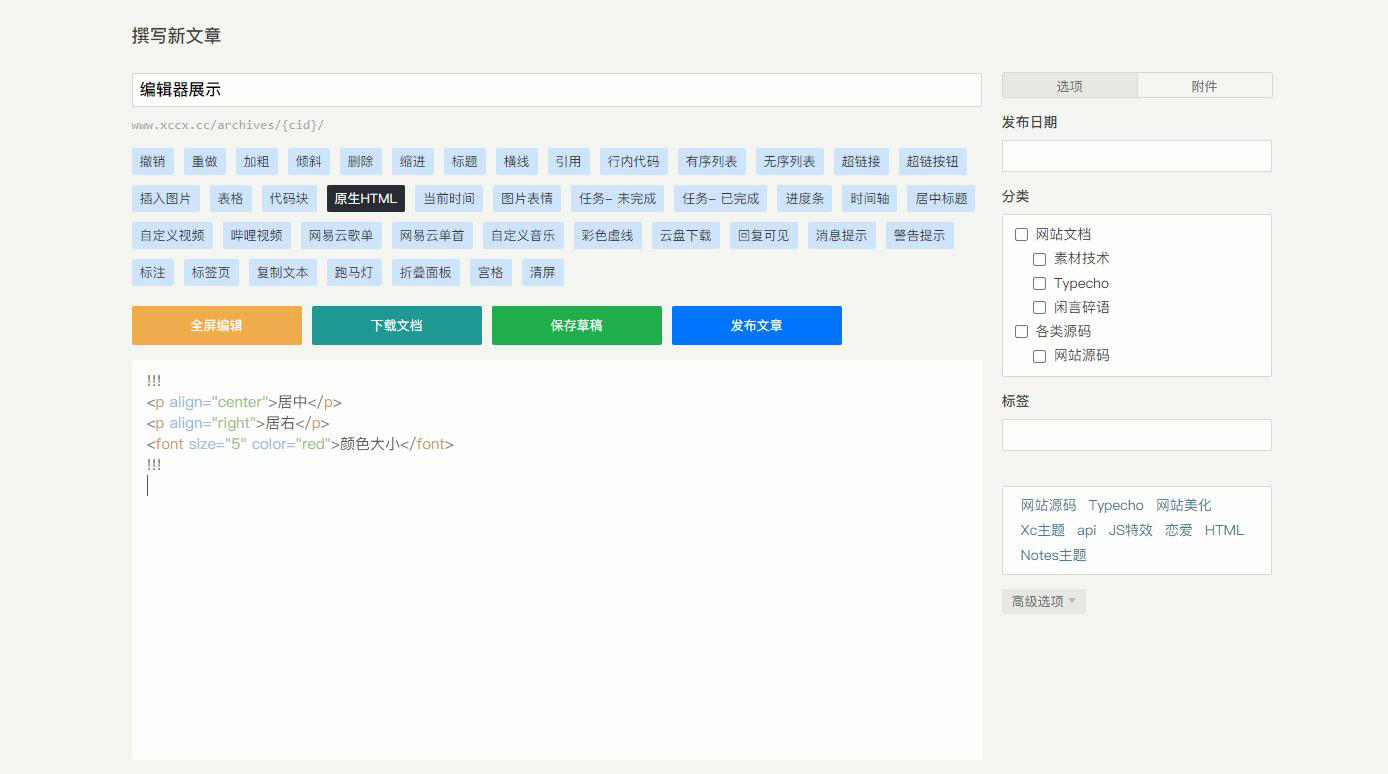 撰写新文章
编辑器展示
www.xccx.cc/archives/{cid}/
撤销 重做 加粗 倾斜 删除 缩进 标题 横线 引用 行内代码 有序列表 无序列表 超链接 超链按钮
插入图片 表格 代码块 原生HTML 当前时间 图片表情 任务– 未完成 任务– 已完成 进度条 时间轴 居中标题
自定义视频 哔哩视频 网易云歌单 网易云单首 自定义音乐 彩色虚线 云盘下载 回复可见 消息提示 警告提示
标注 标签页 复制文本 跑马灯 折叠面板 宫格 清屏
全屏编辑 下载文档 保存草稿 发布文章
!!!
<p align="center">居中</p>
<p align="right">居右</p>
<font size="5" color="red">颜色大小</font>
!!!
选项 附件
发布日期
分类
网站文档
素材技术
Typecho
闲言碎语
各类源码
网站源码
标签
网站源码 Typecho 网站美化
Xc主题 api JS特效 恋爱 HTML
Notes主题
高级选项